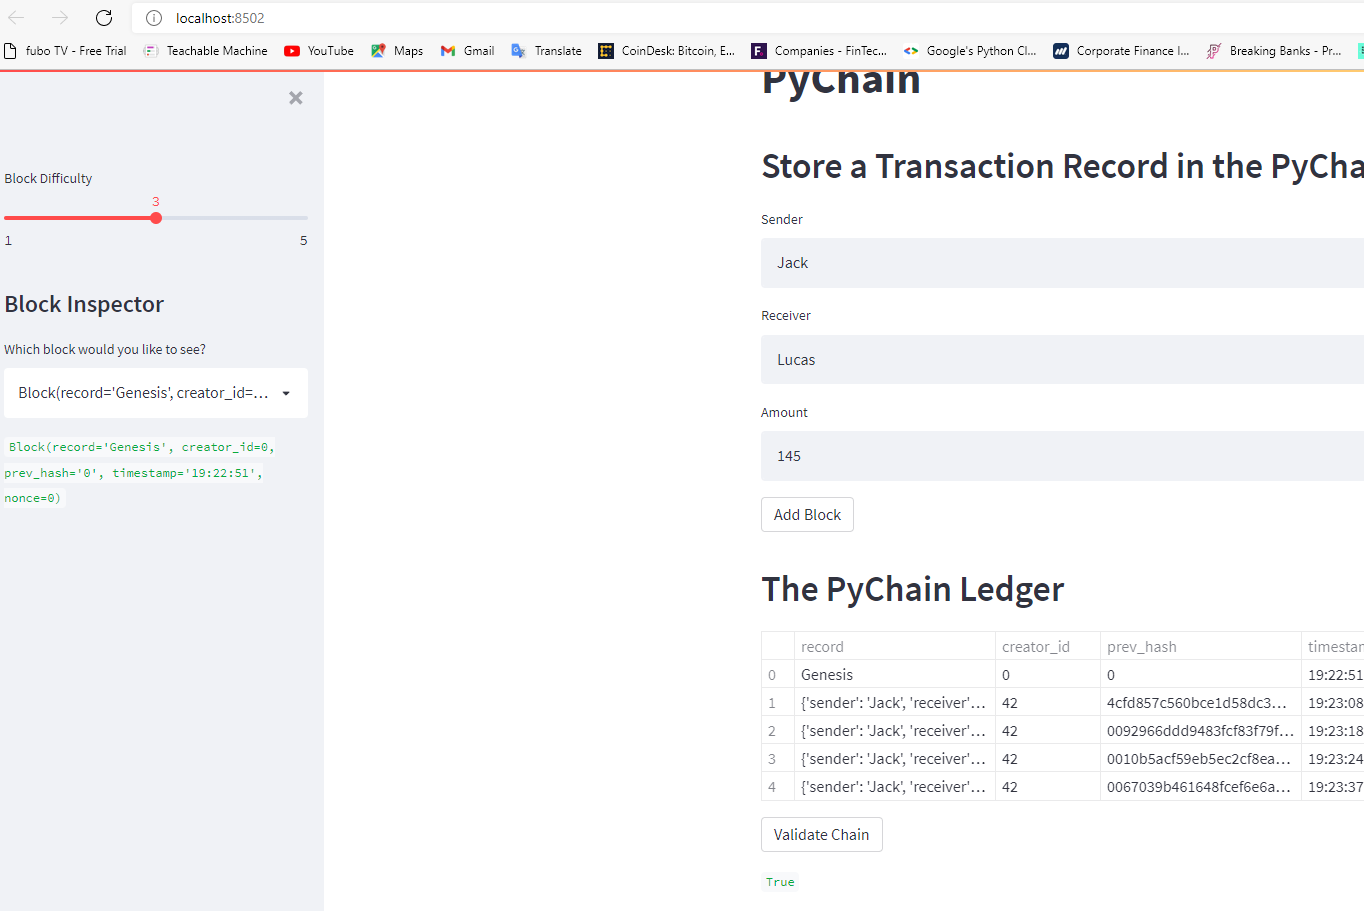 localhost:8502
fubo TV - Free Trial Teachable Machine YouTube Maps Gmail Translate CoinDesk: Bitcoin, E... Companies - FinTec... Google's Python Cl... Corporate Finance I... Breaking Banks - Pr...
Block Difficulty
3
1 5
Block Inspector
Which block would you like to see?
Block(record='Genesis', creator_id=...
Block(record='Genesis', creator_id=0,
prev_hash='0', timestamp='19:22:51',
nonce=0)
PyChain
Store a Transaction Record in the PyCha
Sender
Jack
Receiver
Lucas
Amount
145
Add Block
The PyChain Ledger
record creator_id prev_hash timestam
0 Genesis 0 0 19:22:51
1 {'sender': 'Jack', 'receiver'... 42 4cfd857c560bce1d58dc3... 19:23:08
2 {'sender': 'Jack', 'receiver'... 42 0092966ddd9483fcf83f79f... 19:23:18
3 {'sender': 'Jack', 'receiver'... 42 0010b5acf59eb5ec2cf8ea... 19:23:24
4 {'sender': 'Jack', 'receiver'... 42 0067039b461648fcef6e6a... 19:23:37
Validate Chain
True